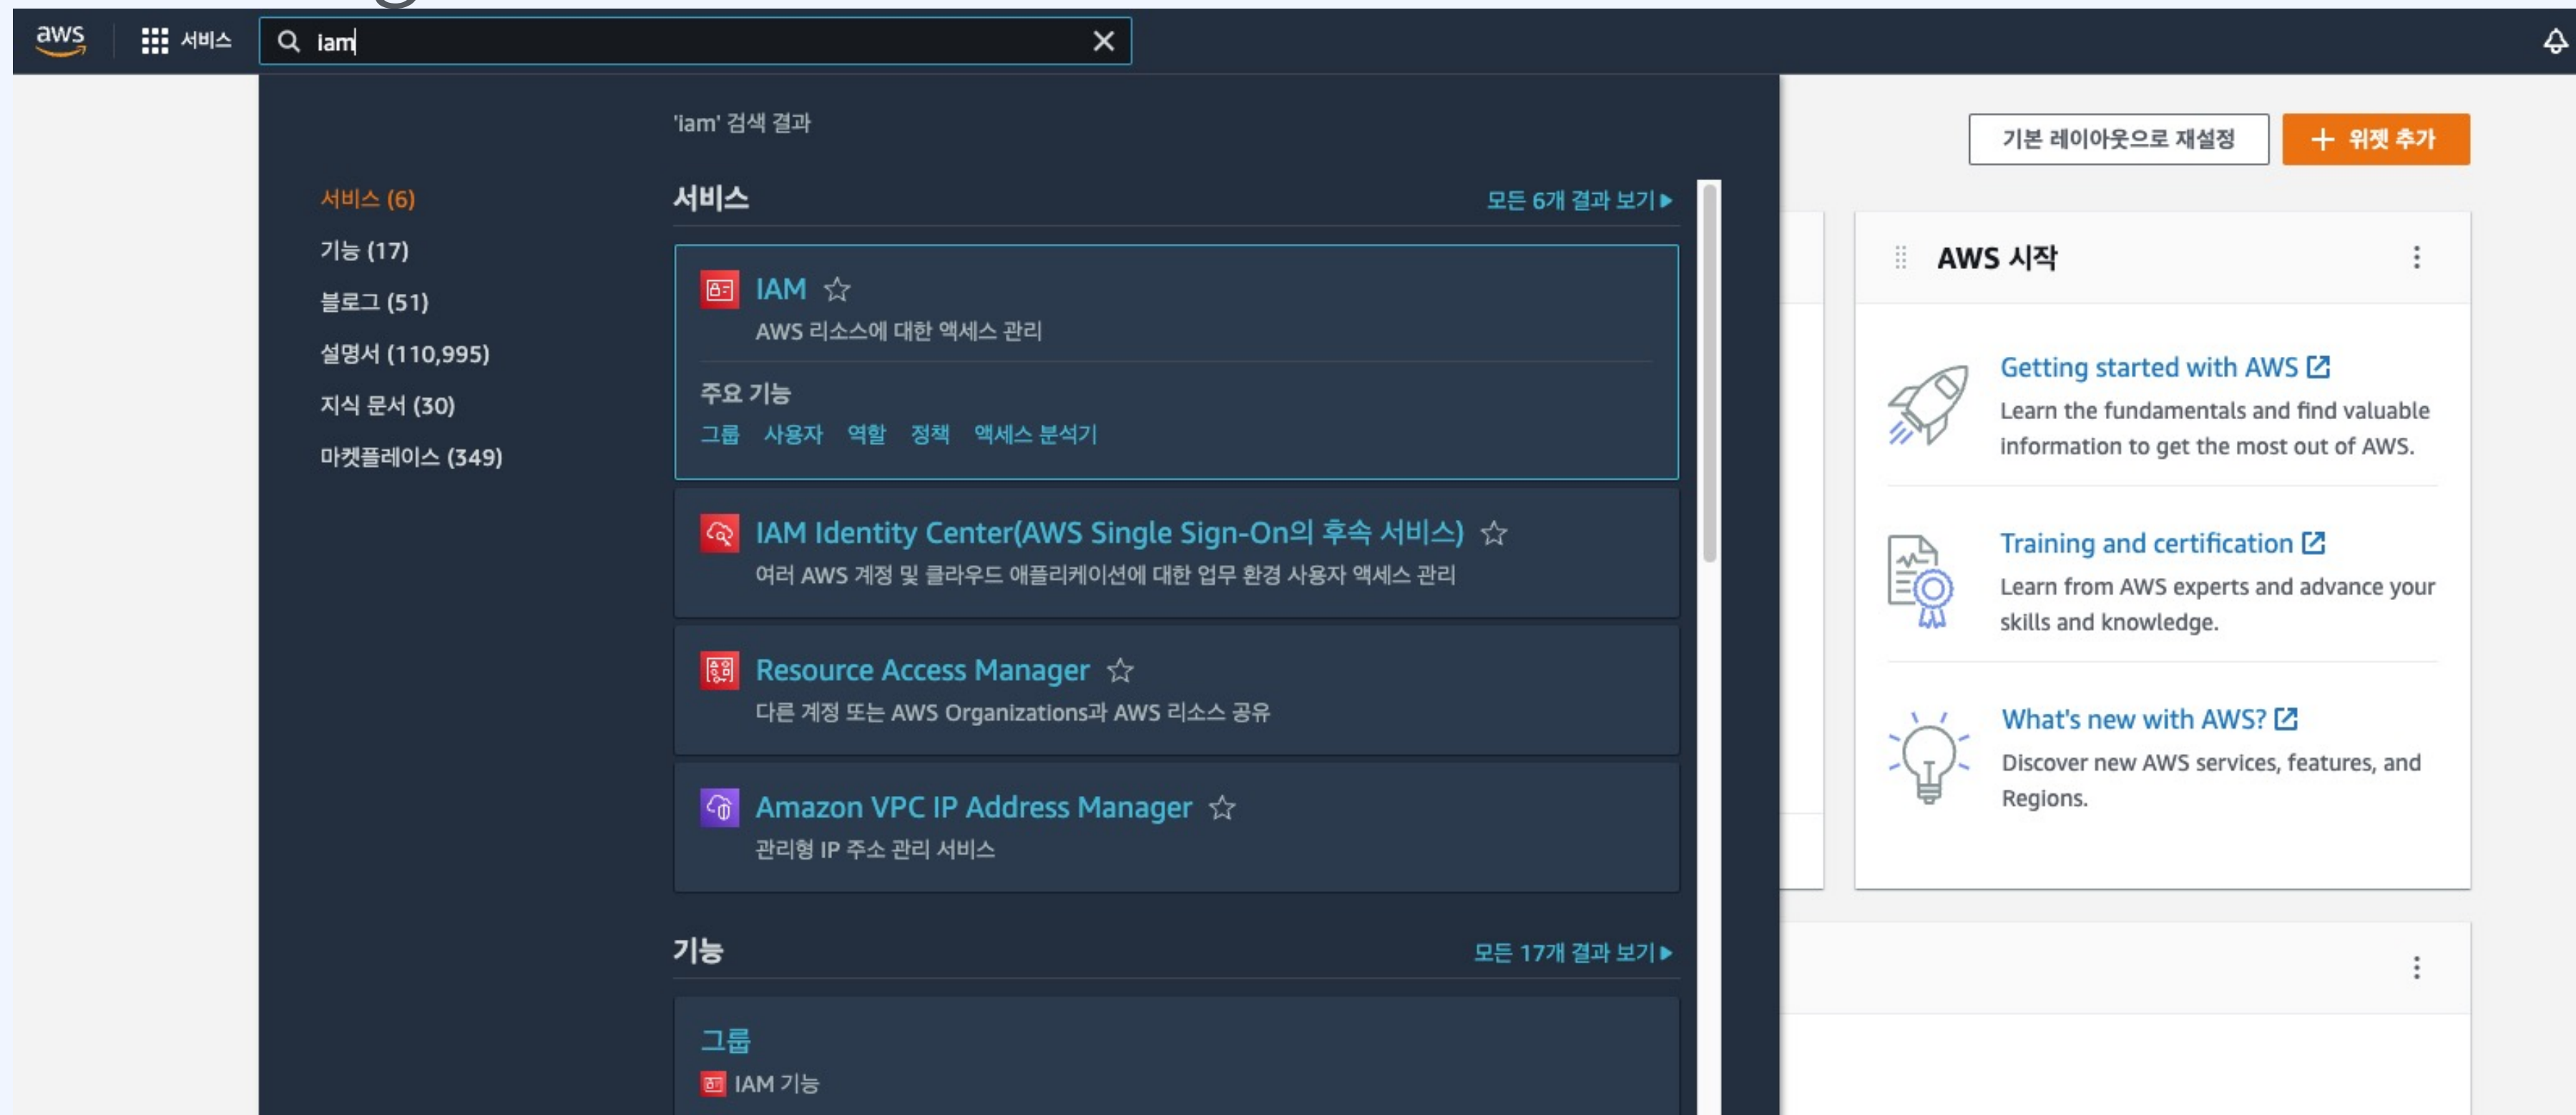 aws
서비스
iam
'iam' 검색 결과
서비스 (6)
기능 (17)
블로그 (51)
설명서 (110,995)
지식 문서 (30)
마켓플레이스 (349)
서비스
모든 6개 결과 보기
IAM
AWS 리소스에 대한 액세스 관리
주요 기능
그룹 사용자 역할 정책 액세스 분석기
IAM Identity Center(AWS Single Sign-On의 후속 서비스)
여러 AWS 계정 및 클라우드 애플리케이션에 대한 업무 환경 사용자 액세스 관리
Resource Access Manager
다른 계정 또는 AWS Organizations과 AWS 리소스 공유
Amazon VPC IP Address Manager
관리형 IP 주소 관리 서비스
기능
모든 17개 결과 보기
그룹
IAM 기능
기본 레이아웃으로 재설정
+ 위젯 추가
AWS 시작
Getting started with AWS
Learn the fundamentals and find valuable
information to get the most out of AWS.
Training and certification
Learn from AWS experts and advance your
skills and knowledge.
What's new with AWS?
Discover new AWS services, features, and
Regions.